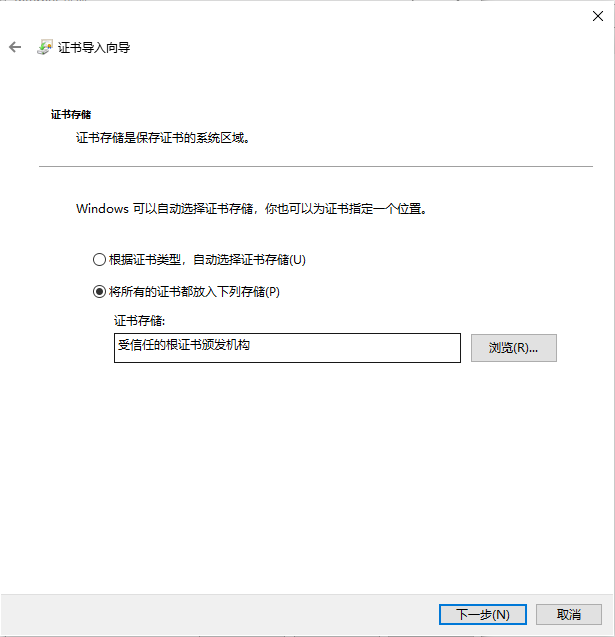 证书导入向导
证书存储
证书存储是保存证书的系统区域。
Windows 可以自动选择证书存储，你也可以为证书指定一个位置。
根据证书类型，自动选择证书存储(U)
将所有的证书都放入下列存储(P)
证书存储:
受信任的根证书颁发机构
浏览(R)...
下一步(N)
取消